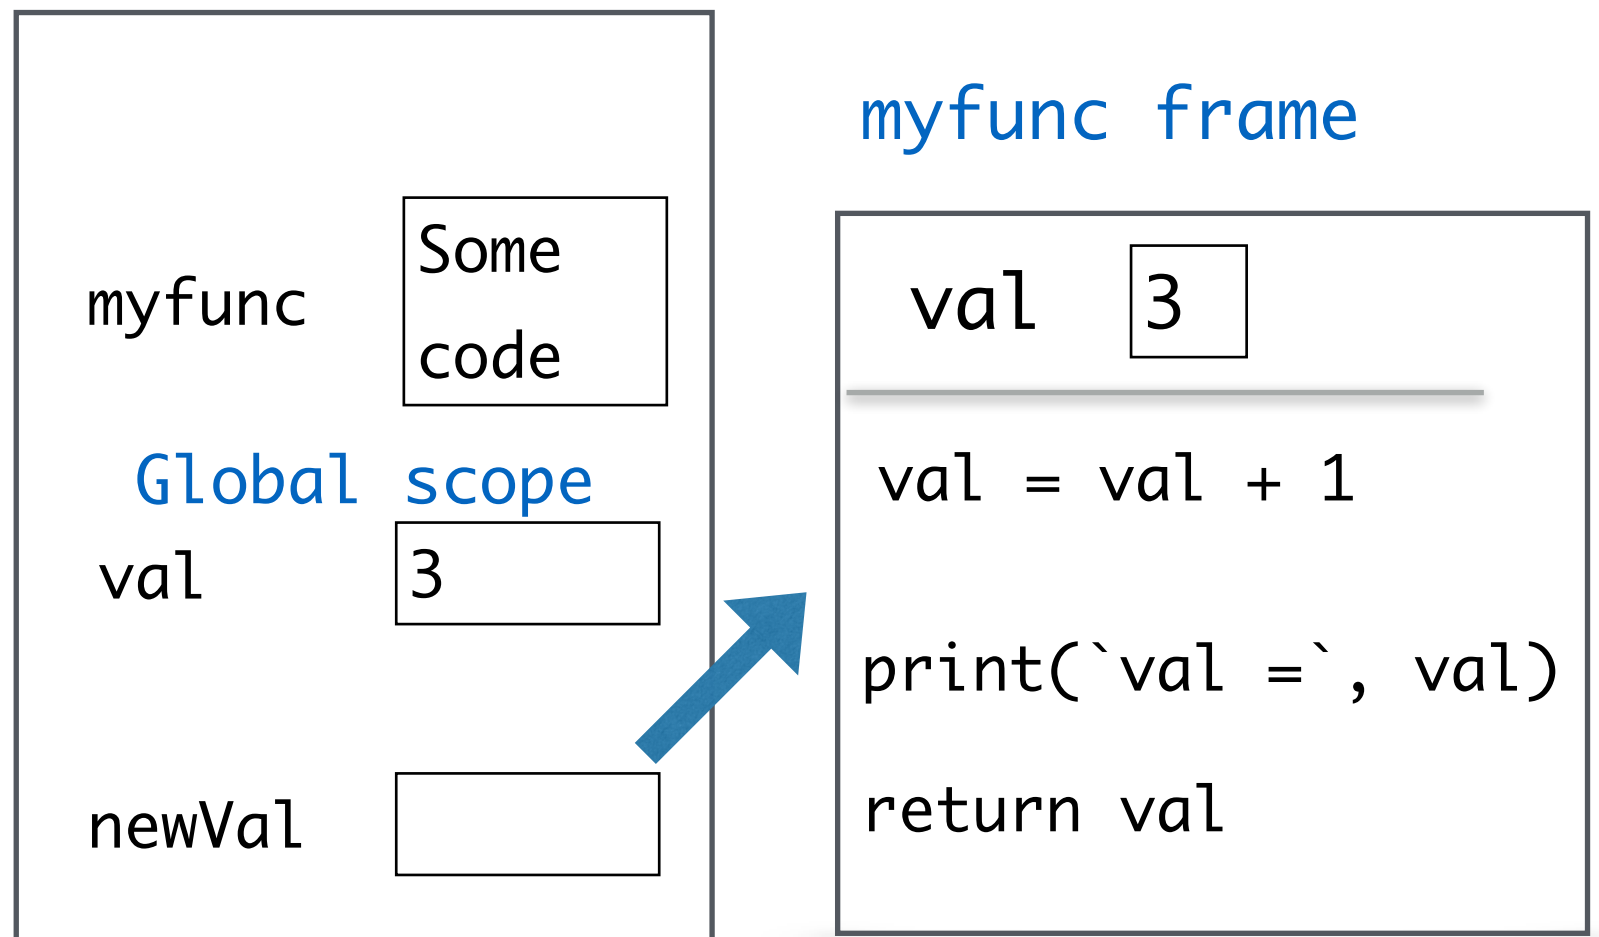 myfunc
Some
code
Global scope
val
3
newVal
myfunc frame
val 3
val = val + 1
print(`val =`, val)
return val